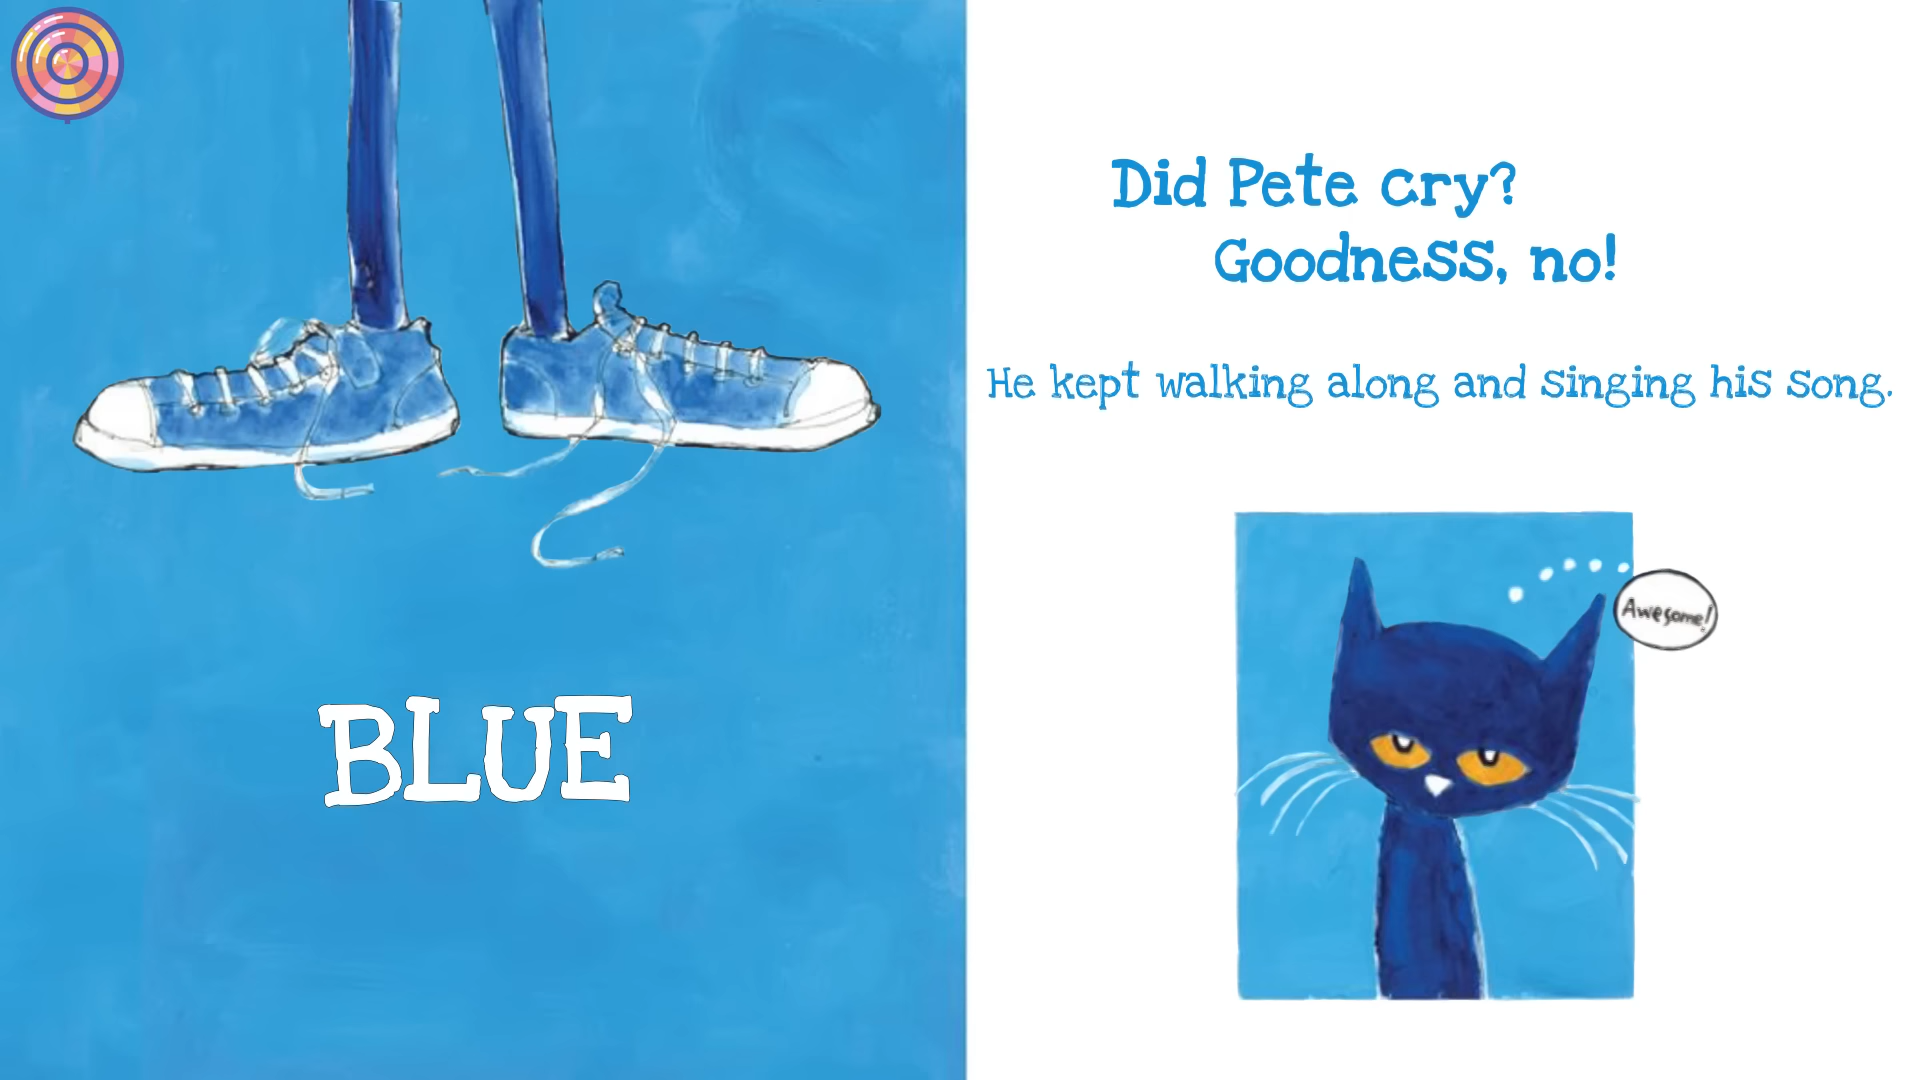 BLUE
Did Pete cry?
Goodness, no!
He kept walking along and singing his song.
Awesome!